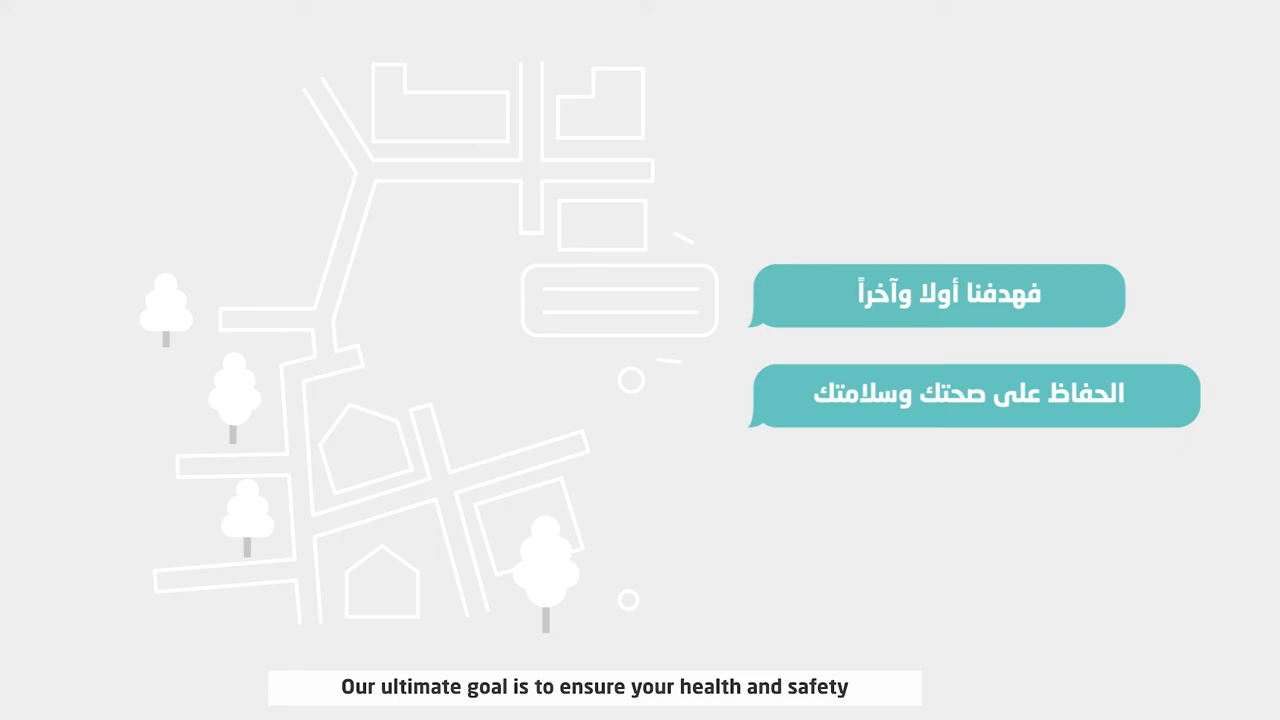 فهدفنا أولا وآخراً
الحفاظ على صحتك وسلامتك
Our ultimate goal is to ensure your health and safety